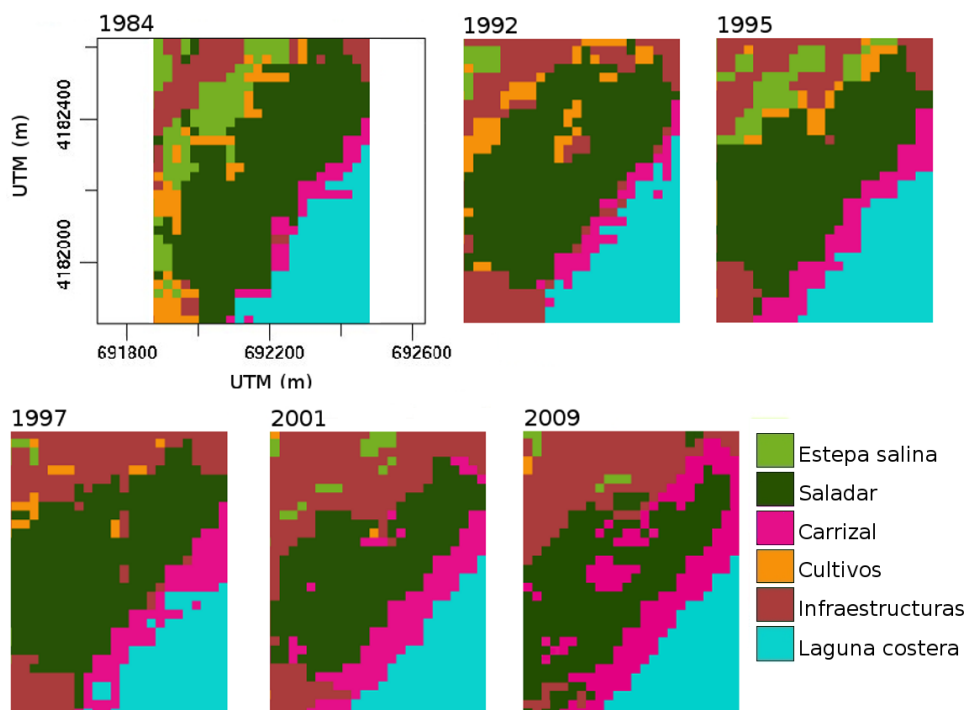 1984
1992
1995
UTM (m)
4182400
4182000
691800
692200
692600
UTM (m)
1997
2001
2009
Estepa salina
Saladar
Carrizal
Cultivos
Infraestructuras
Laguna costera